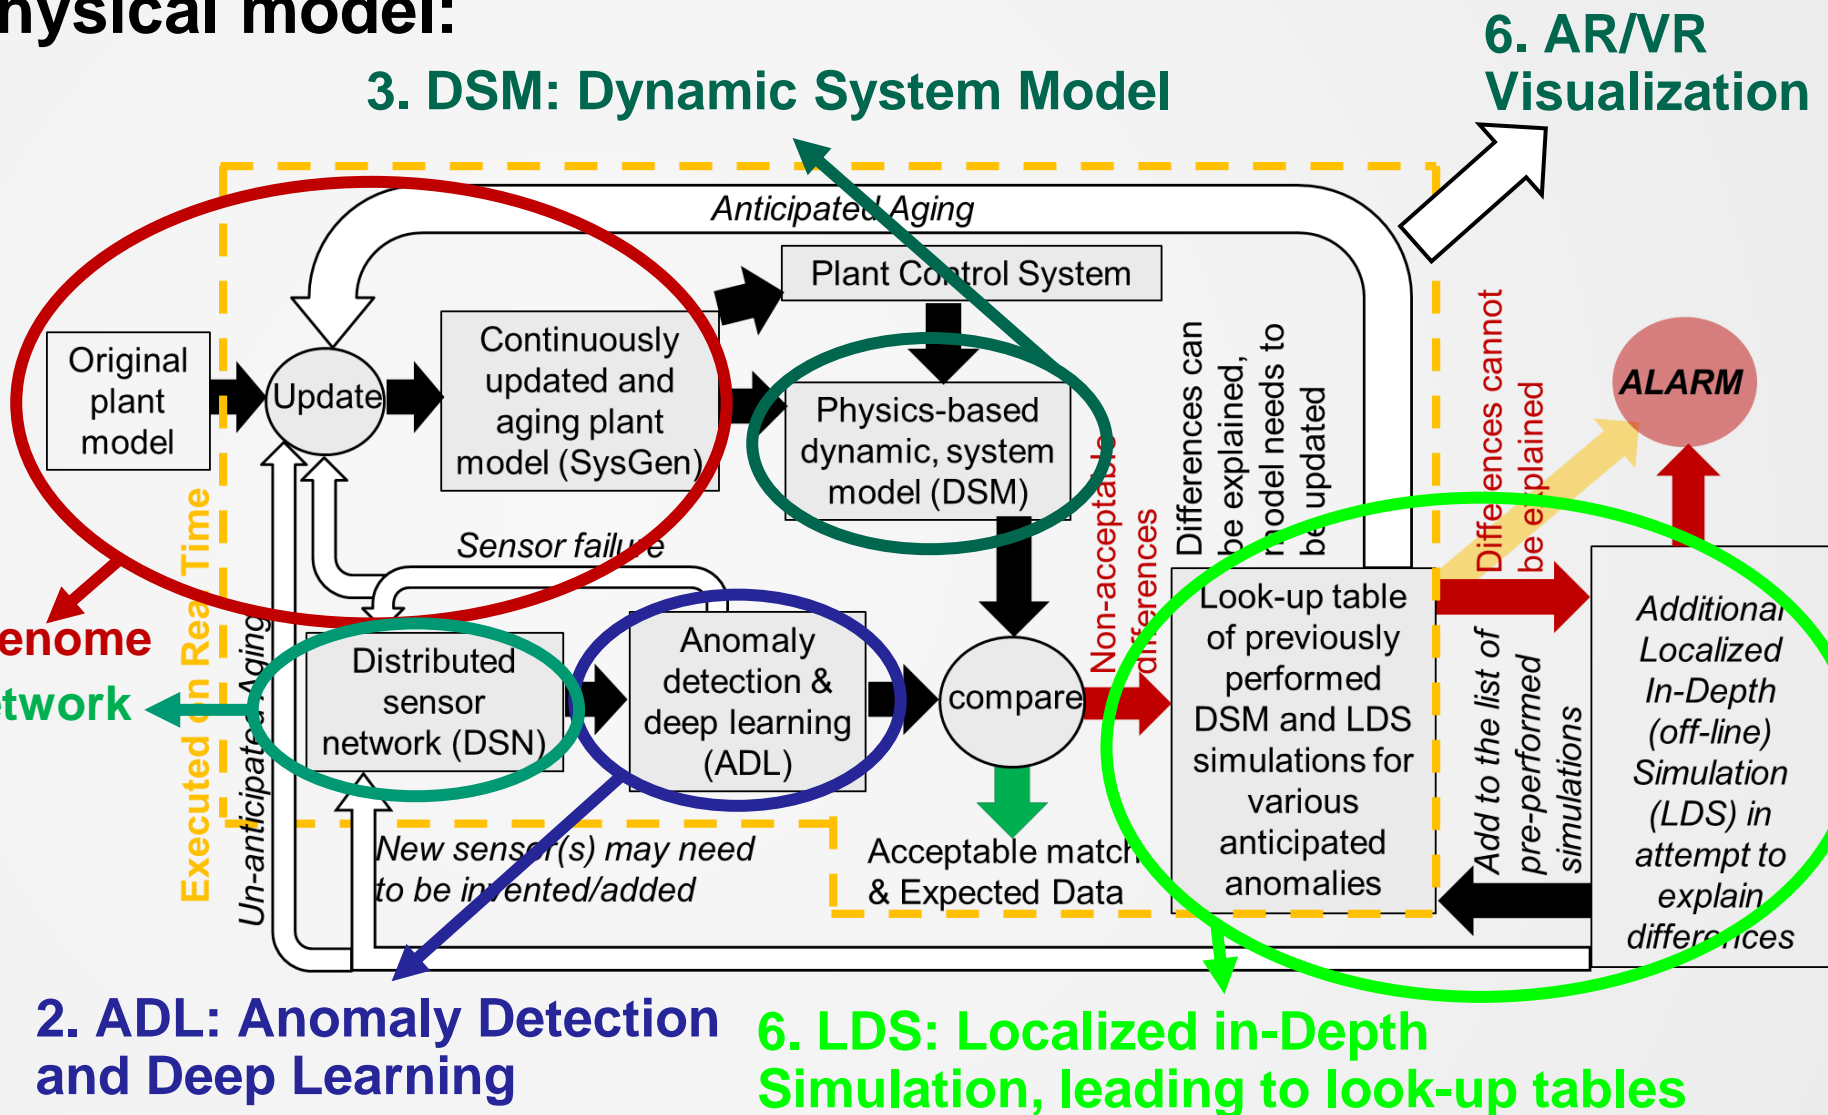 hysical model:
6. AR/VR
Visualization
3. DSM: Dynamic System Model
Anticipated Aging
Plant Control System
Original
plant
model
Update
Continuously
updated and
aging plant
model (SysGen)
Physics-based
dynamic, system
model (DSM)
Differences can
be explained,
model needs to
be updated
Differences cannot
be explained
ALARM
Non-acceptable
differences
Sensor failure
Executed on Real Time
Un-anticipated Aging
enome
twork
Distributed
sensor
network (DSN)
Anomaly
detection &
deep learning
(ADL)
compare
Look-up table
of previously
performed
DSM and LDS
simulations for
various
anticipated
anomalies
Add to the list of
pre-performed
simulations
Additional
Localized
In-Depth
(off-line)
Simulation
(LDS) in
attempt to
explain
differences
New sensor(s) may need
to be invented/added
Acceptable match
& Expected Data
2. ADL: Anomaly Detection
and Deep Learning
6. LDS: Localized in-Depth
Simulation, leading to look-up tables